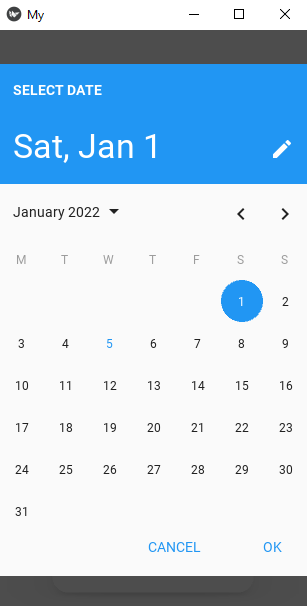 My
SELECT DATE
Sat, Jan 1
January 2022
M T W T F S S
1 2
3 4 5 6 7 8 9
10 11 12 13 14 15 16
17 18 19 20 21 22 23
24 25 26 27 28 29 30
31
CANCEL OK